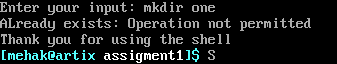 Enter your input: mkdir one
ALready exists: Operation not permitted
Thank you for using the shell
[mehak@artix assigment1]$ S